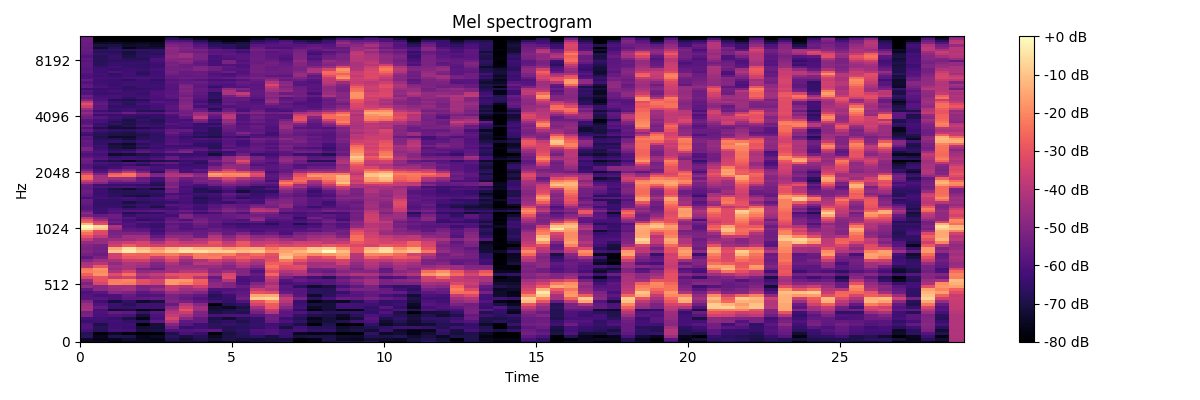 Mel spectrogram
8192
4096
2048
1024
512
0
Hz
0 5 10 15 20 25
Time
+0 dB
-10 dB
-20 dB
-30 dB
-40 dB
-50 dB
-60 dB
-70 dB
-80 dB